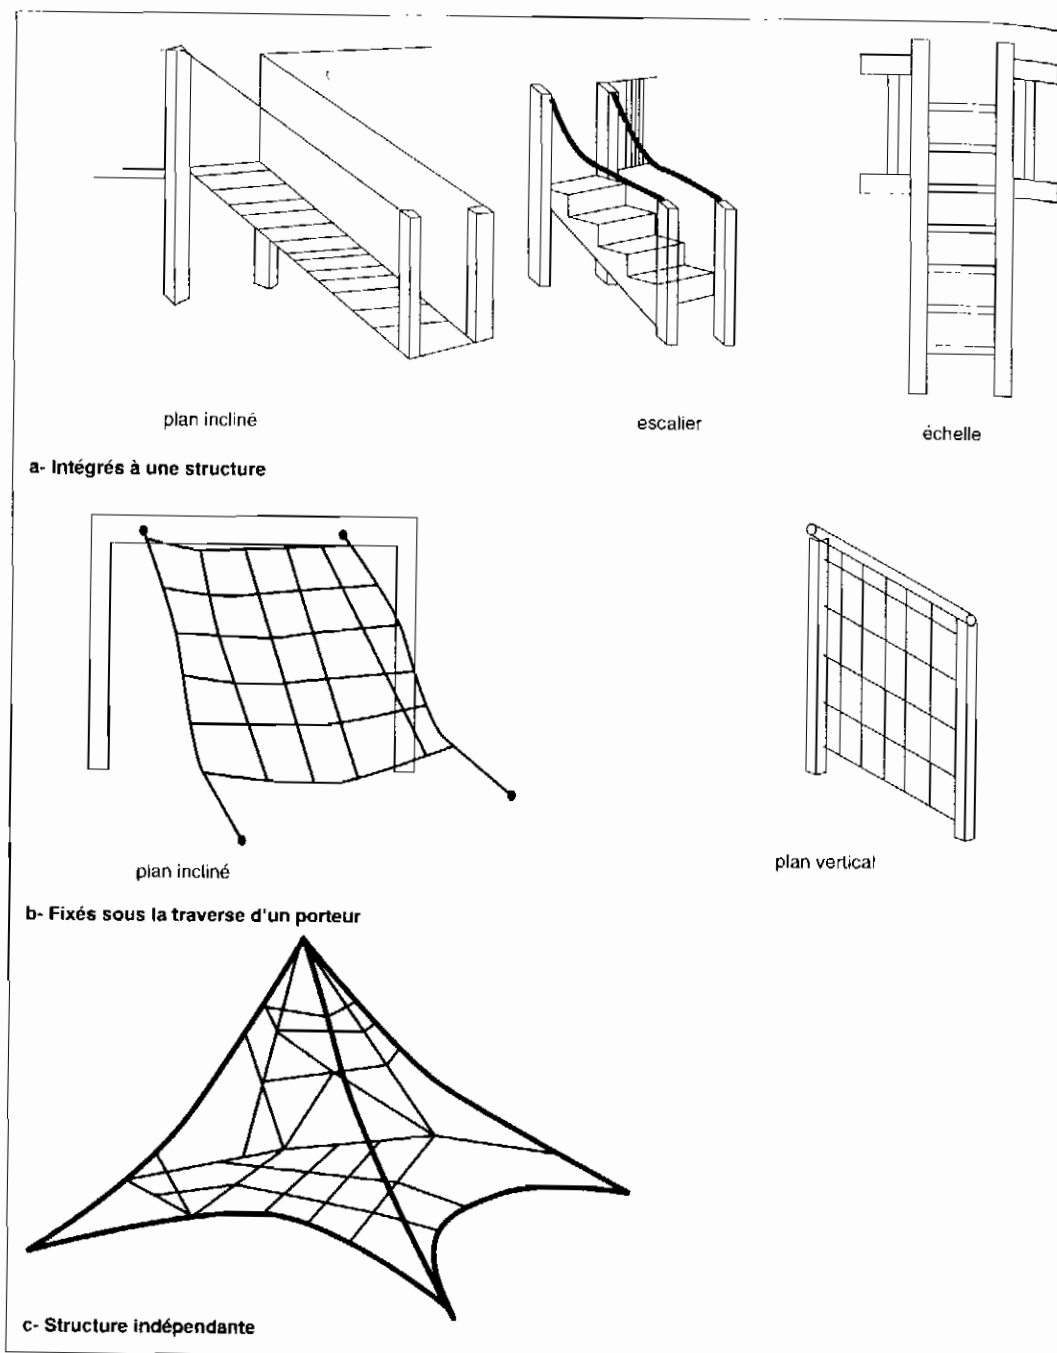 plan incliné
escalier
échelle
a- Intégrés à une structure
plan incliné
plan vertical
b- Fixés sous la traverse d'un porteur
c- Structure indépendante